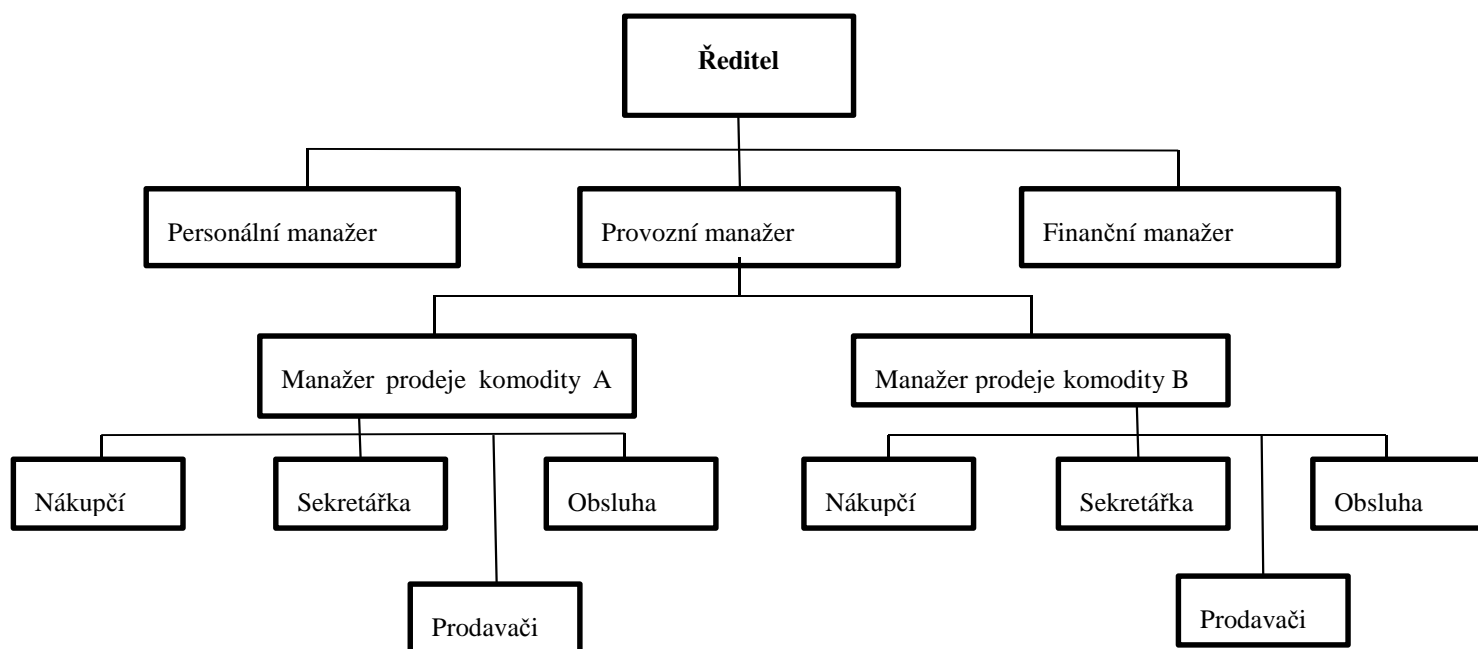 Ředitel
Personální manažer
Provozní manažer
Finanční manažer
Manažer prodeje komodity A
Manažer prodeje komodity B
Nákupčí
Sekretářka
Obsluha
Nákupčí
Sekretářka
Obsluha
Prodavači
Prodavači